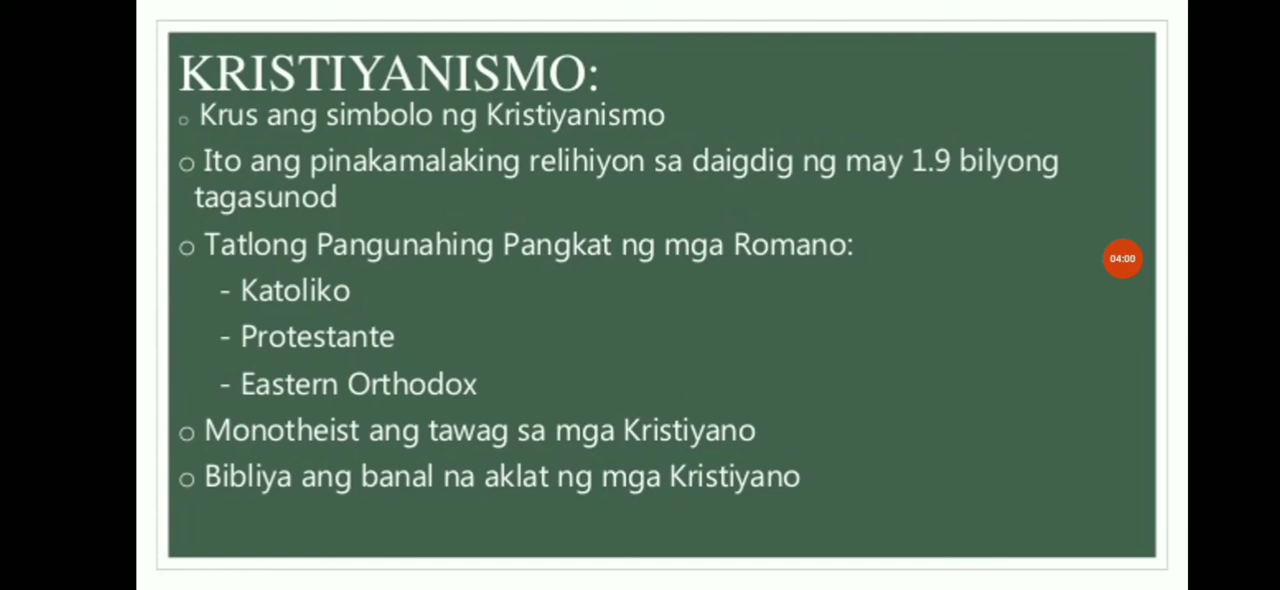 KRISTIYANISMO:
o Krus ang simbolo ng Kristiyanismo
o Ito ang pinakamalaking relihiyon sa daigdig ng may 1.9 bilyong
tagasunod
o Tatlong Pangunahing Pangkat ng mga Romano:
- Katoliko
- Protestante
- Eastern Orthodox
o Monotheist ang tawag sa mga Kristiyano
o Bibliya ang banal na aklat ng mga Kristiyano
04:00